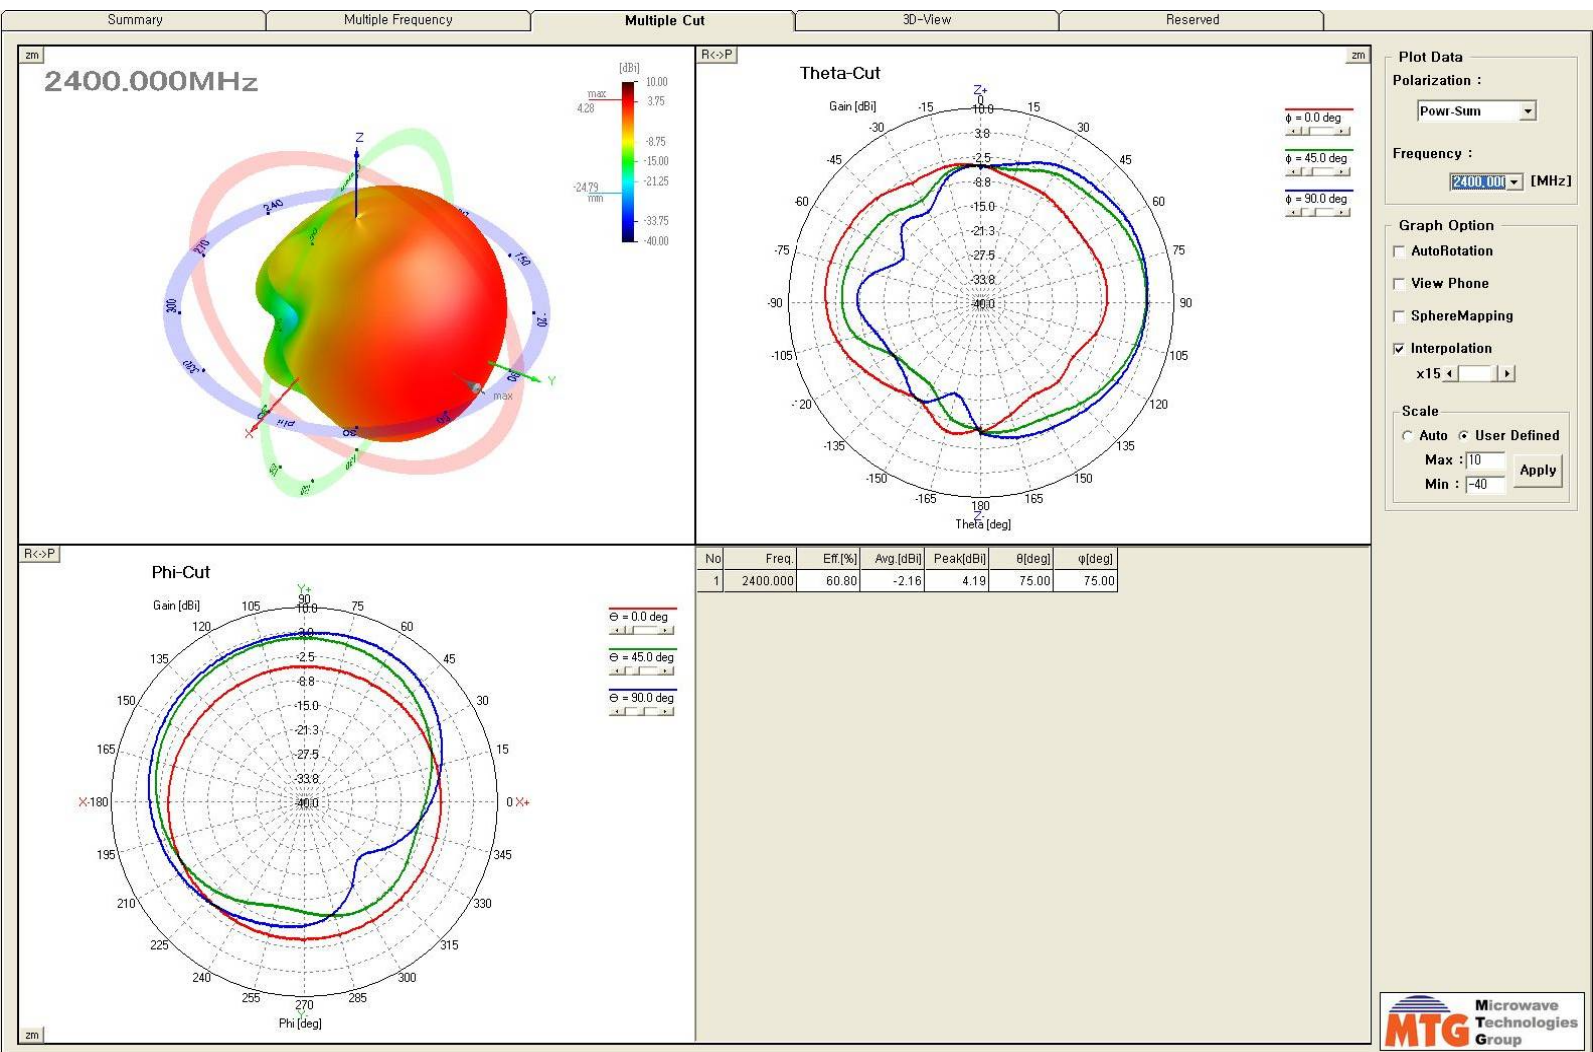 Summary
Multiple Frequency
Multiple Cut
3D-View
Reserved
zm
2400.000MHz
[dBi]
10.00
max
4.28
3.75
-8.75
-15.00
-21.25
-24.79
min
-33.75
-40.00
Z
Y
X
max
240
270
300
330
phi
30
60
90
120
150
R<->P
Theta-Cut
zm
Gain [dBi]
Z+
0
-15
15
-30
30
-45
45
-60
60
-75
75
-90
90
-105
105
-120
120
-135
135
-150
150
-165
165
180
Z-
Theta [deg]
10.0
3.8
-2.5
-8.8
-15.0
-21.3
-27.5
-33.8
-40.0
ϕ = 0.0 deg
ϕ = 45.0 deg
ϕ = 90.0 deg
Plot Data
Polarization :
Powr-Sum
Frequency :
2400.000 [MHz]
Graph Option
AutoRotation
View Phone
SphereMapping
Interpolation
x15
Scale
Auto User Defined
Max : 10
Min : -40
Apply
R<->P
Phi-Cut
Gain [dBi]
Y+
90
105
75
120
60
135
45
150
30
165
15
X-180
0 X+
195
345
210
330
225
315
240
300
255
285
270
Y-
Phi [deg]
10.0
3.8
-2.5
-8.8
-15.0
-21.3
-27.5
-33.8
-40.0
Θ = 0.0 deg
Θ = 45.0 deg
Θ = 90.0 deg
zm
No Freq. Eff.[%] Avg.[dBi] Peak[dBi] θ[deg] φ[deg]
1 2400.000 60.80 -2.16 4.19 75.00 75.00
MTG
Microwave
Technologies
Group